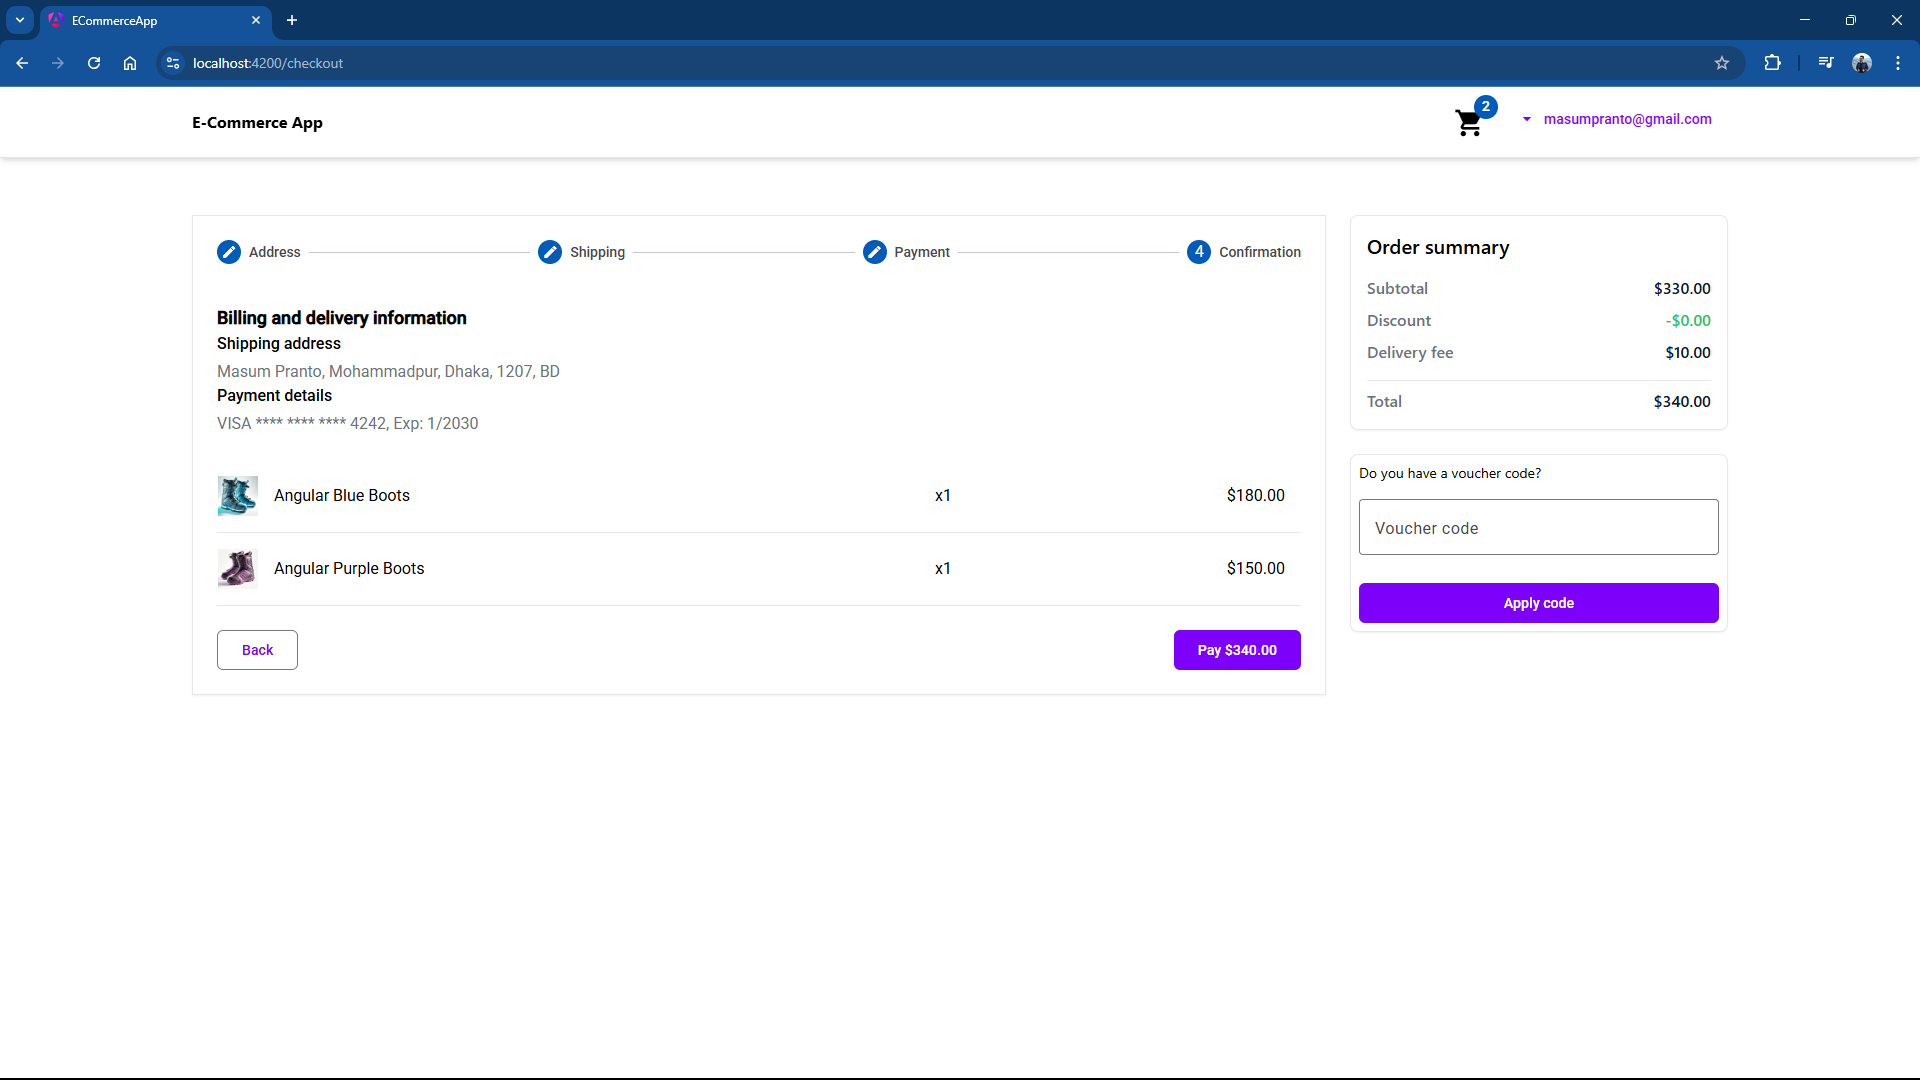 ECommerceApp
localhost:4200/checkout
E-Commerce App
2
masumpranto@gmail.com
Address
Shipping
Payment
4 Confirmation
Billing and delivery information
Shipping address
Masum Pranto, Mohammadpur, Dhaka, 1207, BD
Payment details
VISA **** **** **** 4242, Exp: 1/2030
Angular Blue Boots x1 $180.00
Angular Purple Boots x1 $150.00
Back
Pay $340.00
Order summary
Subtotal $330.00
Discount -$0.00
Delivery fee $10.00
Total $340.00
Do you have a voucher code?
Voucher code
Apply code